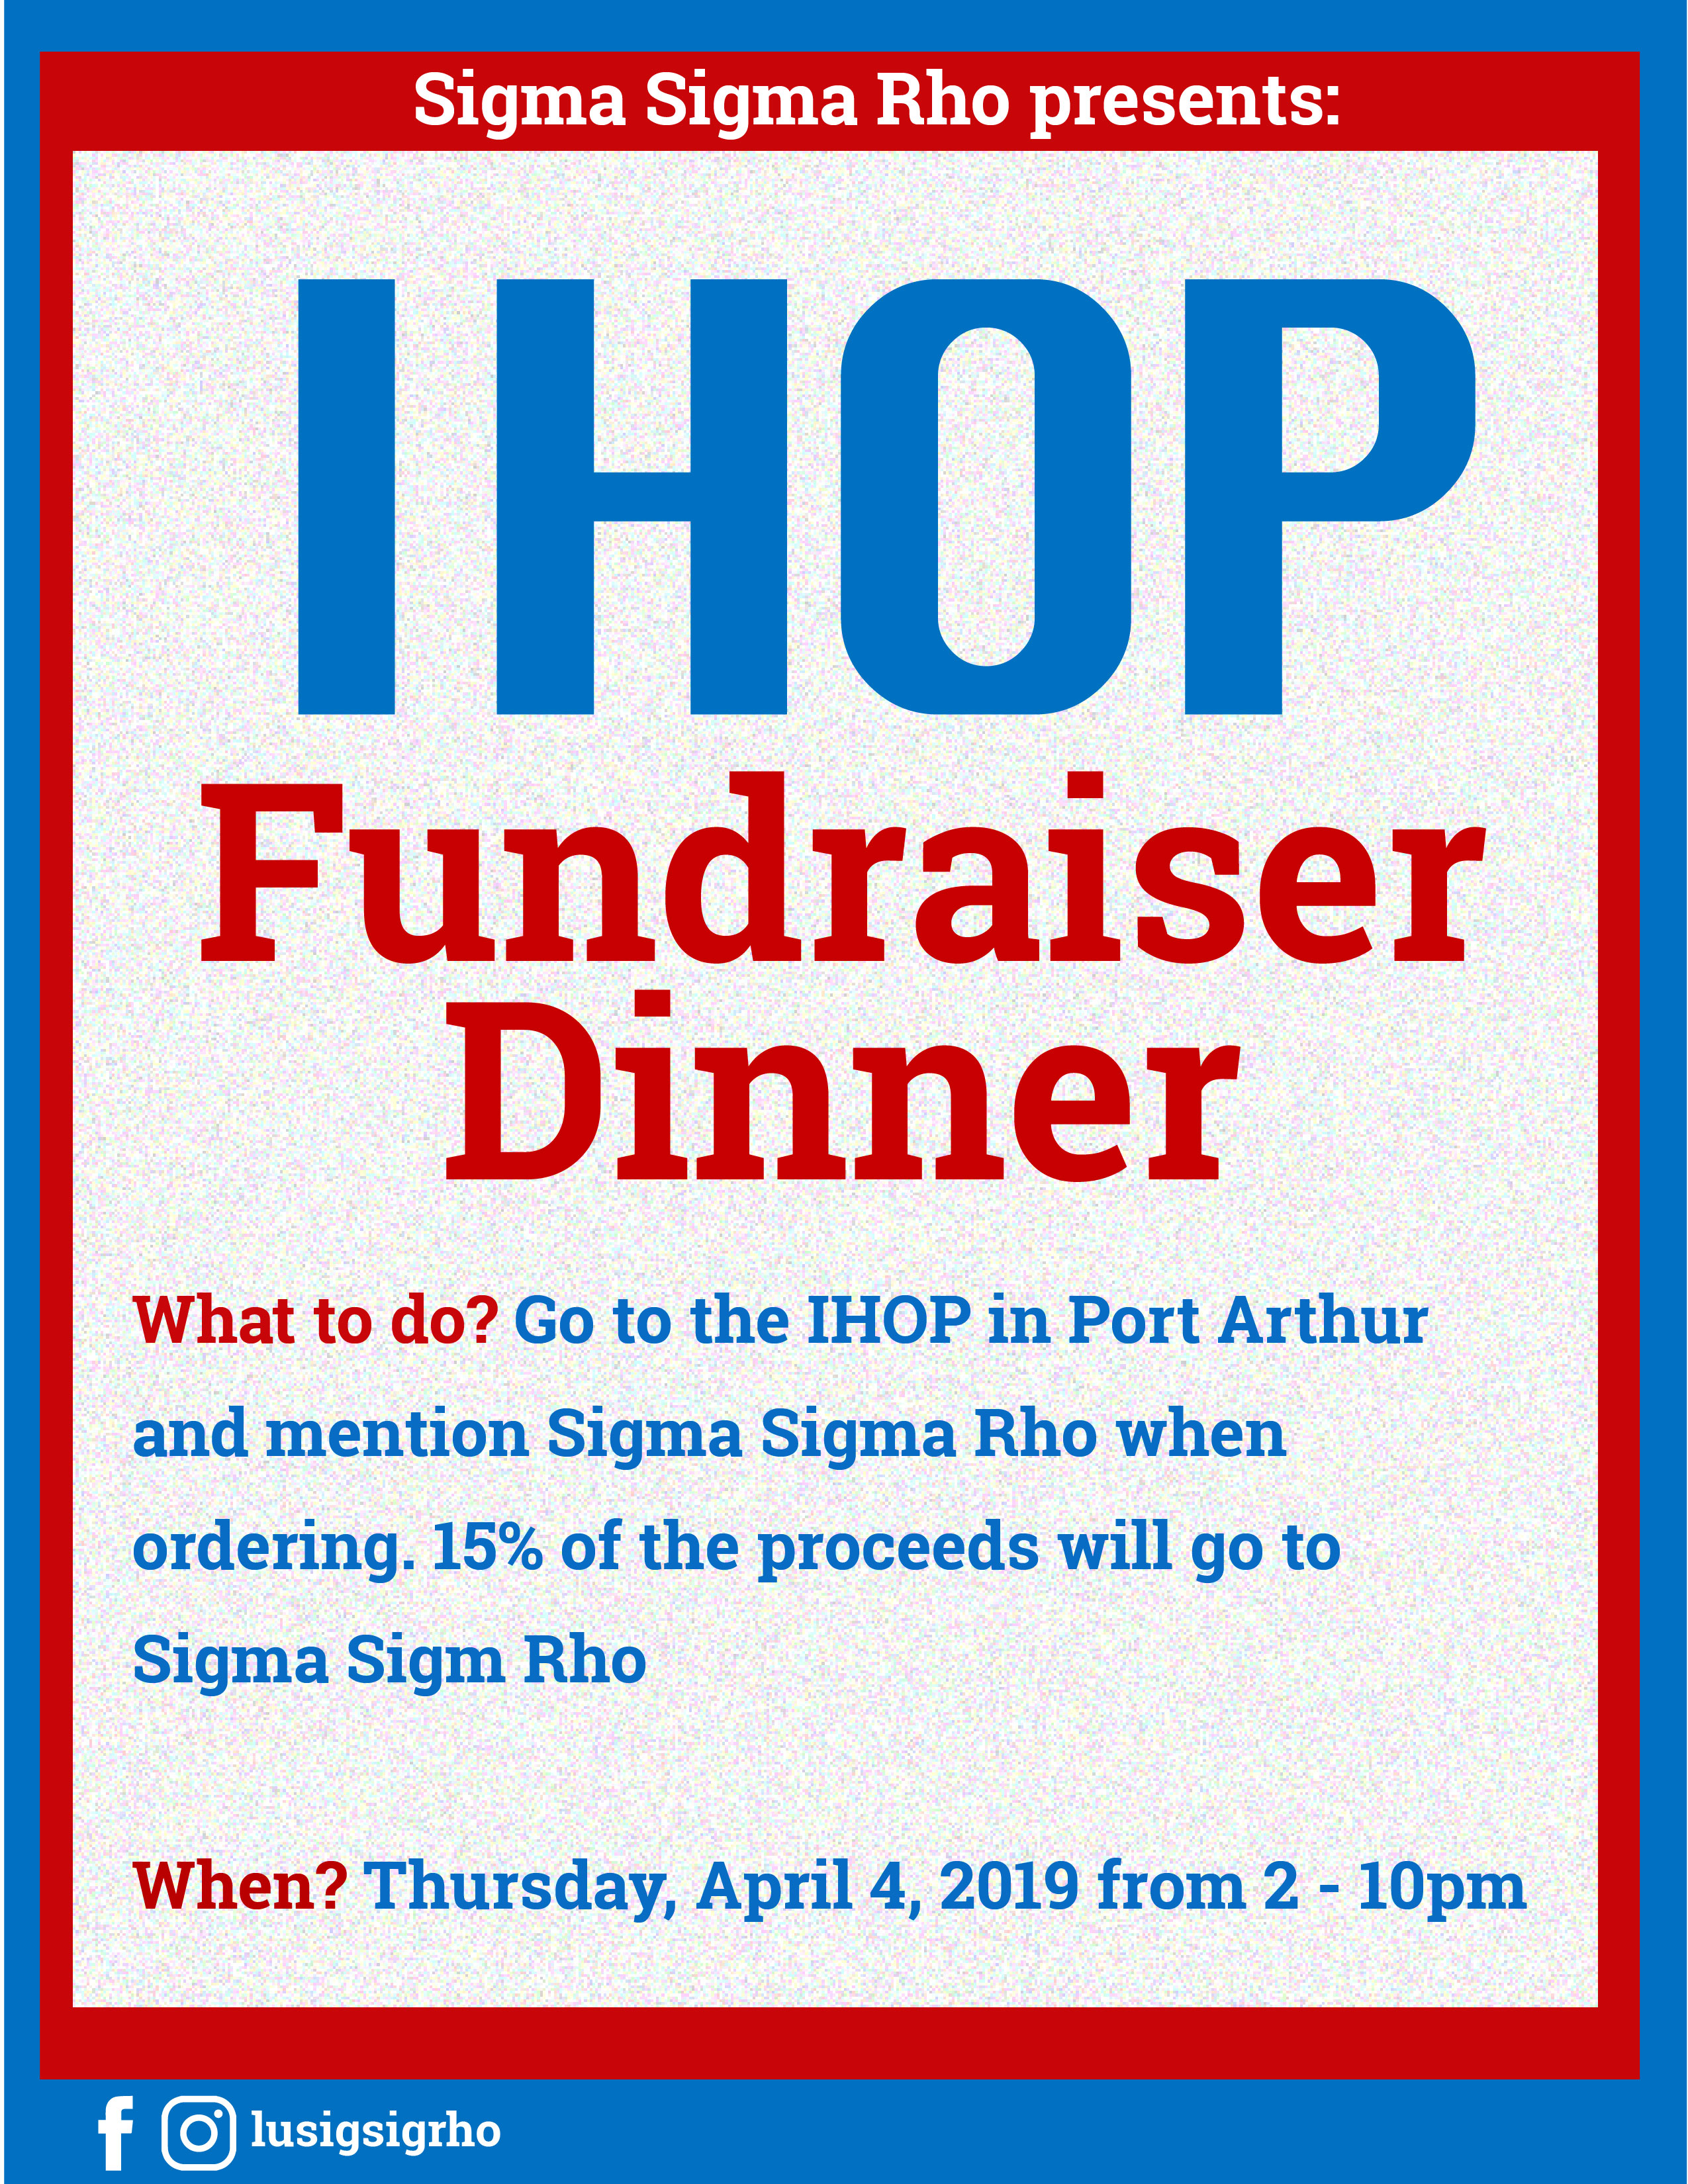 Sigma Sigma Rho presents:
IHOP
Fundraiser
Dinner
What to do? Go to the IHOP in Port Arthur
and mention Sigma Sigma Rho when
ordering. 15% of the proceeds will go to
Sigma Sigm Rho
When? Thursday, April 4, 2019 from 2 - 10pm
lusigsigrho